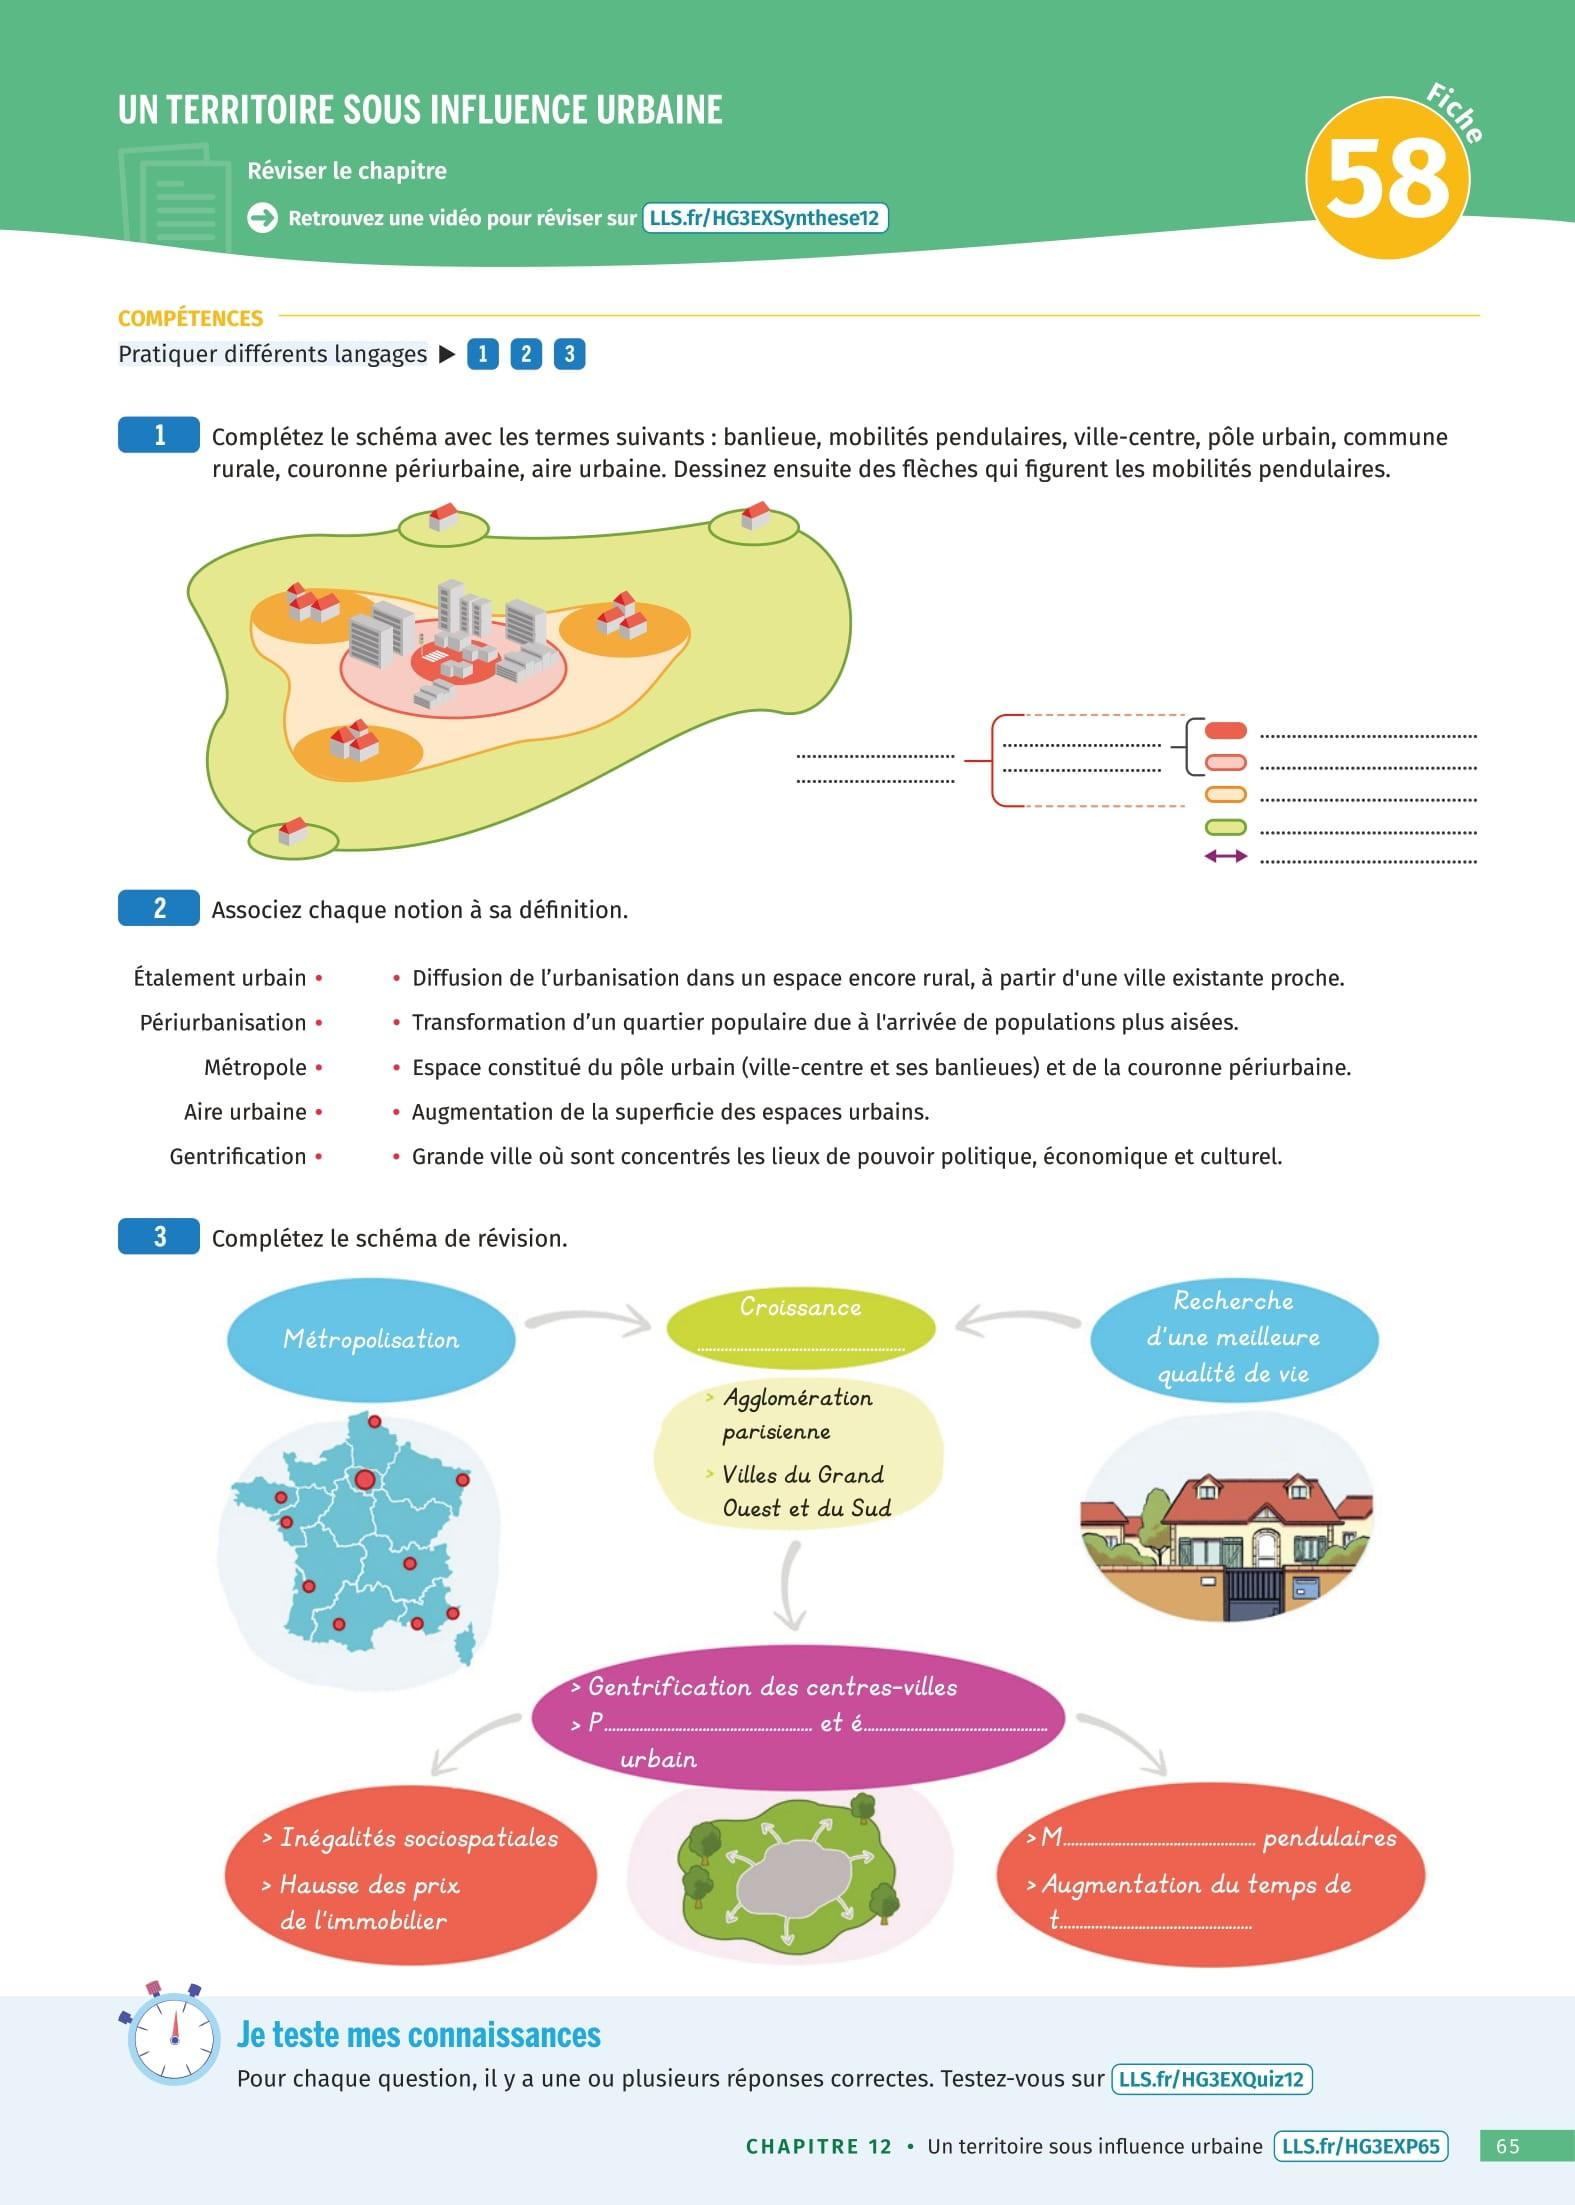 UN TERRITOIRE SOUS INFLUENCE URBAINE
Fiche
58
Réviser le chapitre
Retrouvez une vidéo pour réviser sur LLS.fr/HG3EXSynthese12
COMPÉTENCES
Pratiquer différents langages ▶ 1 2 3
1 Complétez le schéma avec les termes suivants : banlieue, mobilités pendulaires, ville-centre, pôle urbain, commune
rurale, couronne périurbaine, aire urbaine. Dessinez ensuite des flèches qui figurent les mobilités pendulaires.
2 Associez chaque notion à sa définition.
Étalement urbain • • Diffusion de l’urbanisation dans un espace encore rural, à partir d'une ville existante proche.
Périurbanisation • • Transformation d’un quartier populaire due à l'arrivée de populations plus aisées.
Métropole • • Espace constitué du pôle urbain (ville-centre et ses banlieues) et de la couronne périurbaine.
Aire urbaine • • Augmentation de la superficie des espaces urbains.
Gentrification • • Grande ville où sont concentrés les lieux de pouvoir politique, économique et culturel.
3 Complétez le schéma de révision.
Métropolisation
Croissance
..................................................
> Agglomération
parisienne
> Villes du Grand
Ouest et du Sud
Recherche
d'une meilleure
qualité de vie
> Gentrification des centres-villes
> P.................................................. et é..................................................
urbain
> Inégalités sociospatiales
> Hausse des prix
de l'immobilier
> M.................................................. pendulaires
> Augmentation du temps de
t..................................................
Je teste mes connaissances
Pour chaque question, il y a une ou plusieurs réponses correctes. Testez-vous sur LLS.fr/HG3EXQuiz12
CHAPITRE 12 • Un territoire sous influence urbaine LLS.fr/HG3EXP65 65